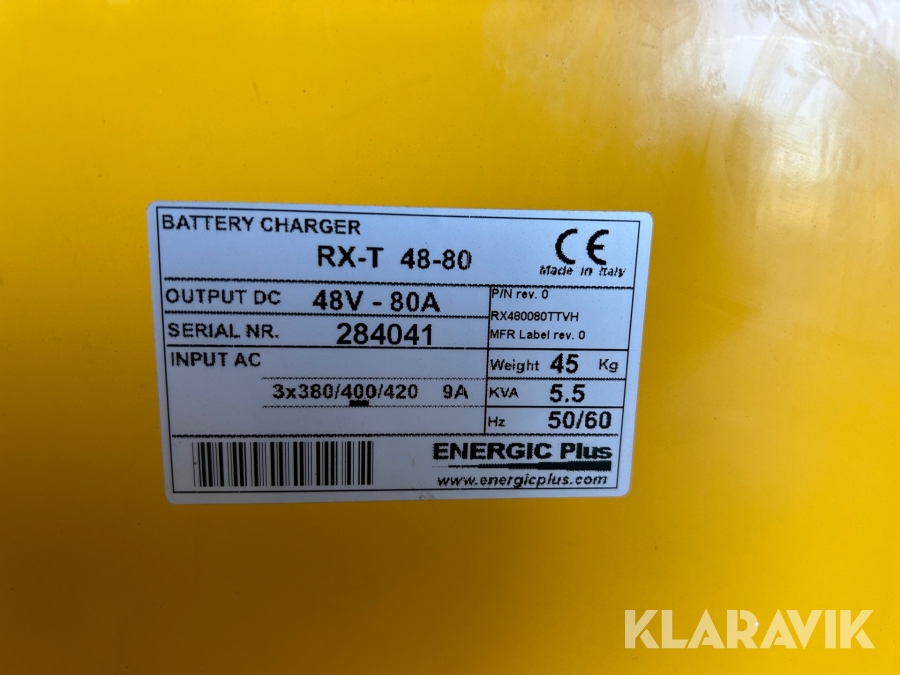 BATTERY CHARGER
RX-T 48-80
CE
Made in Italy
OUTPUT DC 48V - 80A
P/N rev. 0
RX480080TTVH
SERIAL NR. 284041
MFR Label rev. 0
INPUT AC
Weight 45 Kg
3x380/400/420 9A
KVA 5.5
Hz 50/60
ENERGIC Plus
www.energicplus.com
KLARAVIK